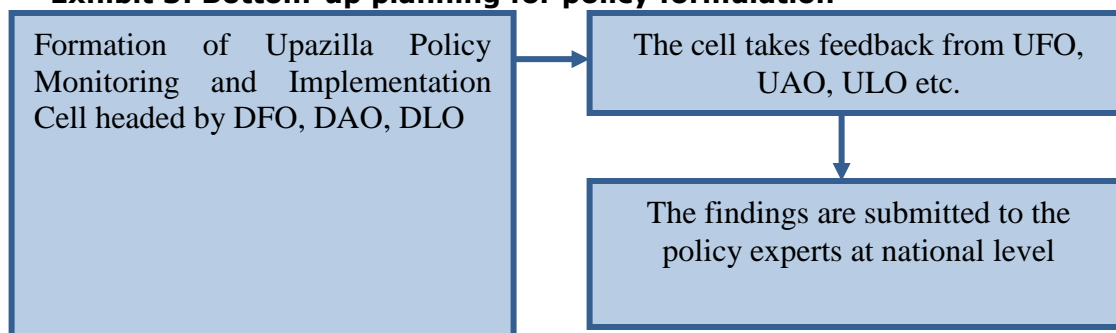 Exhibit 3: Bottom-up planning for policy formulation
Formation of Upazilla Policy
Monitoring and Implementation
Cell headed by DFO, DAO, DLO
The cell takes feedback from UFO,
UAO, ULO etc.
The findings are submitted to the
policy experts at national level